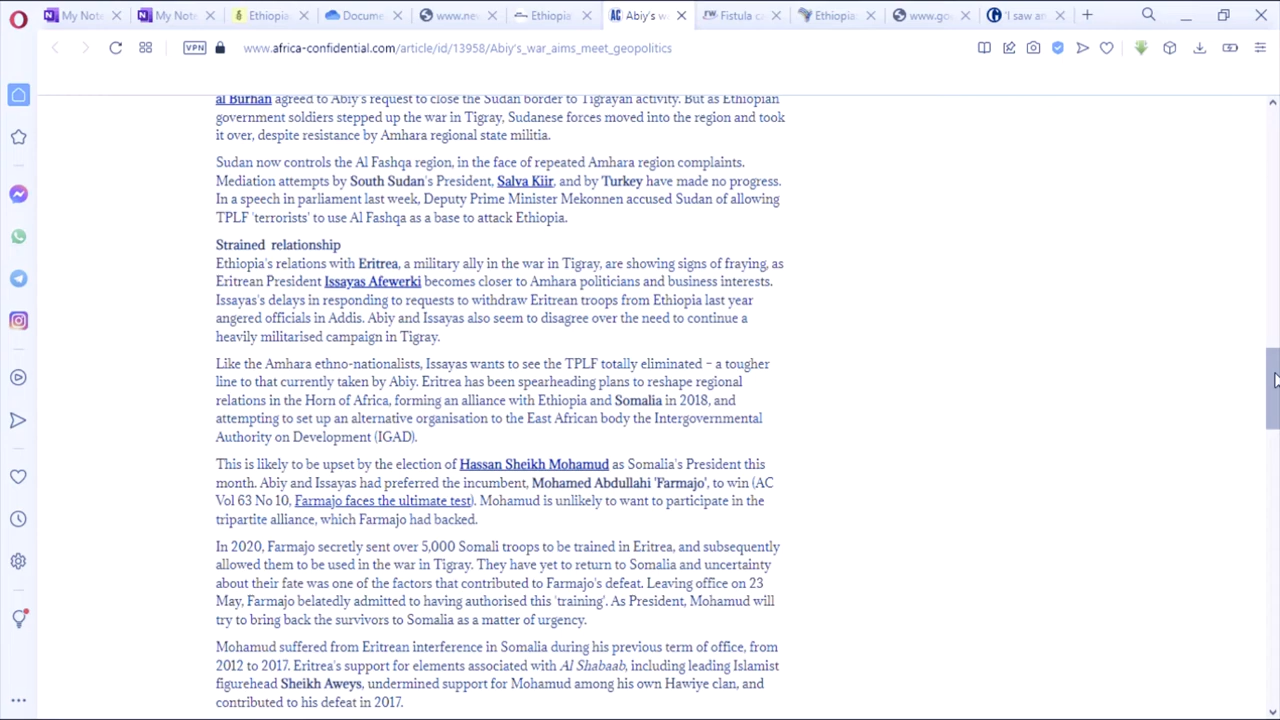 My Note
My Note
Ethiopia
Docume
www.nev
Ethiopia
Abiy's w
Fistula c
Ethiopia
www.go
'I saw ar
VPN
www.africa-confidential.com/article/id/13958/Abiy's_war_aims_meet_geopolitics
al Burhan agreed to Abiy's request to close the Sudan border to Tigrayan activity. But as Ethiopian
government soldiers stepped up the war in Tigray, Sudanese forces moved into the region and took
it over, despite resistance by Amhara regional state militia.
Sudan now controls the Al Fashqa region, in the face of repeated Amhara region complaints.
Mediation attempts by South Sudan's President, Salva Kiir, and by Turkey have made no progress.
In a speech in parliament last week, Deputy Prime Minister Mekonnen accused Sudan of allowing
TPLF 'terrorists' to use Al Fashqa as a base to attack Ethiopia.
Strained relationship
Ethiopia's relations with Eritrea, a military ally in the war in Tigray, are showing signs of fraying, as
Eritrean President Issayas Afewerki becomes closer to Amhara politicians and business interests.
Issayas's delays in responding to requests to withdraw Eritrean troops from Ethiopia last year
angered officials in Addis. Abiy and Issayas also seem to disagree over the need to continue a
heavily militarised campaign in Tigray.
Like the Amhara ethno-nationalists, Issayas wants to see the TPLF totally eliminated – a tougher
line to that currently taken by Abiy. Eritrea has been spearheading plans to reshape regional
relations in the Horn of Africa, forming an alliance with Ethiopia and Somalia in 2018, and
attempting to set up an alternative organisation to the East African body the Intergovernmental
Authority on Development (IGAD).
This is likely to be upset by the election of Hassan Sheikh Mohamud as Somalia's President this
month. Abiy and Issayas had preferred the incumbent, Mohamed Abdullahi 'Farmajo', to win (AC
Vol 63 No 10, Farmajo faces the ultimate test). Mohamud is unlikely to want to participate in the
tripartite alliance, which Farmajo had backed.
In 2020, Farmajo secretly sent over 5,000 Somali troops to be trained in Eritrea, and subsequently
allowed them to be used in the war in Tigray. They have yet to return to Somalia and uncertainty
about their fate was one of the factors that contributed to Farmajo's defeat. Leaving office on 23
May, Farmajo belatedly admitted to having authorised this 'training'. As President, Mohamud will
try to bring back the survivors to Somalia as a matter of urgency.
Mohamud suffered from Eritrean interference in Somalia during his previous term of office, from
2012 to 2017. Eritrea's support for elements associated with Al Shabaab, including leading Islamist
figurehead Sheikh Aweys, undermined support for Mohamud among his own Hawiye clan, and
contributed to his defeat in 2017.